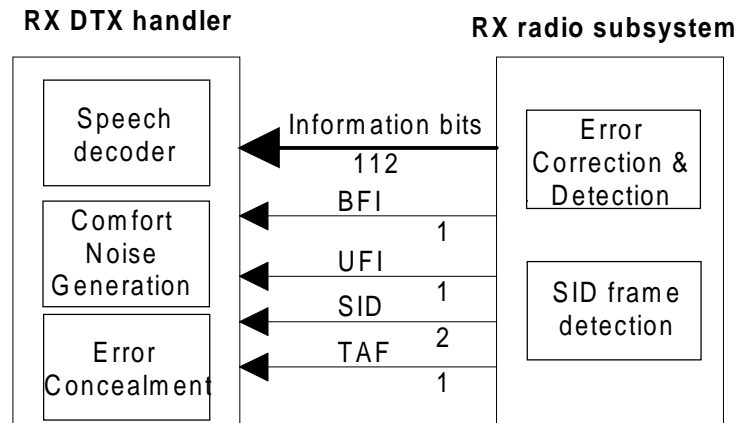 RX DTX handler
RX radio subsystem
Speech
decoder
Comfort
Noise
Generation
Error
Concealment
Information bits
112
BFI
1
UFI
1
SID
2
TAF
1
Error
Correction &
Detection
SID frame
detection